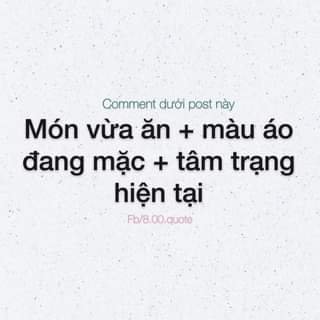 Comment dưới post này
Món vừa ăn + màu áo
đang mặc + tâm trạng
hiện tại
Fb/8.00.quote